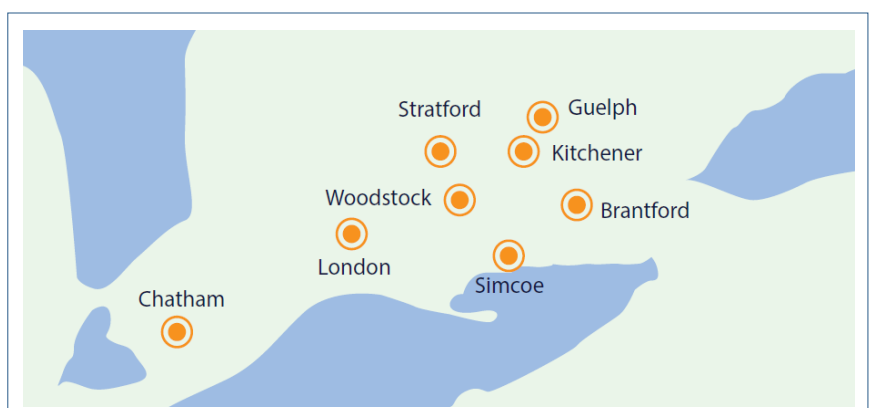 Guelph
Stratford
Kitchener
Woodstock
Brantford
London
Simcoe
Chatham